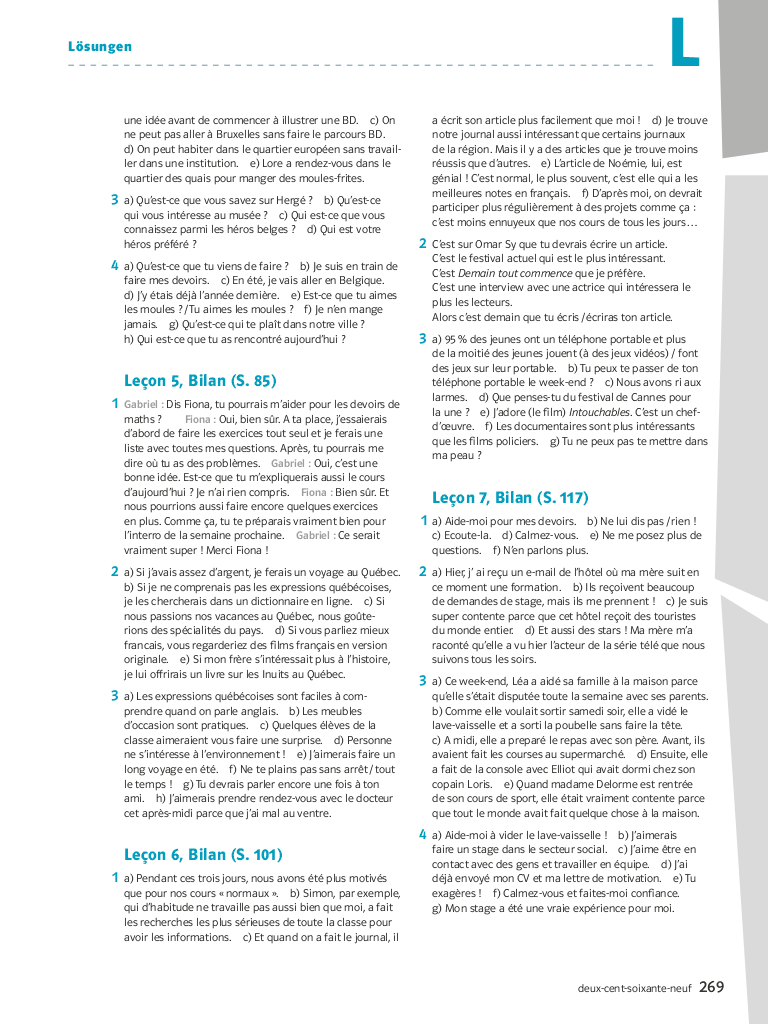 Lösungen
L
une idée avant de commencer à illustrer une BD. c) On
ne peut pas aller à Bruxelles sans faire le parcours BD.
d) On peut habiter dans le quartier européen sans travail-
ler dans une institution. e) Lore a rendez-vous dans le
quartier des quais pour manger des moules-frites.
3 a) Qu'est-ce que vous savez sur Hergé ? b) Qu'est-ce
qui vous intéresse au musée ? c) Qui est-ce que vous
connaissez parmi les héros belges ? d) Qui est votre
héros préféré ?
4 a) Qu'est-ce que tu viens de faire ? b) Je suis en train de
faire mes devoirs. c) En été, je vais aller en Belgique.
d) J'y étais déjà l'année dernière. e) Est-ce que tu aimes
les moules ? / Tu aimes les moules ? f) Je n'en mange
jamais. g) Qu'est-ce qui te plaît dans notre ville ?
h) Qui est-ce que tu as rencontré aujourd'hui ?
Leçon 5, Bilan (S. 85)
1 Gabriel : Dis Fiona, tu pourrais m'aider pour les devoirs de
maths ? Fiona : Oui, bien sûr. A ta place, j'essaierais
d'abord de faire les exercices tout seul et je ferais une
liste avec toutes mes questions. Après, tu pourrais me
dire où tu as des problèmes. Gabriel : Oui, c'est une
bonne idée. Est-ce que tu m'expliquerais aussi le cours
d'aujourd'hui ? Je n'ai rien compris. Fiona : Bien sûr. Et
nous pourrions aussi faire encore quelques exercices
en plus. Comme ça, tu te préparais vraiment bien pour
l'interro de la semaine prochaine. Gabriel : Ce serait
vraiment super ! Merci Fiona !
2 a) Si j'avais assez d'argent, je ferais un voyage au Québec.
b) Si je ne comprenais pas les expressions québécoises,
je les chercherais dans un dictionnaire en ligne. c) Si
nous passions nos vacances au Québec, nous goûte-
rions des spécialités du pays. d) Si vous parliez mieux
francais, vous regarderiez des films français en version
originale. e) Si mon frère s'intéressait plus à l'histoire,
je lui offrirais un livre sur les Inuits au Québec.
3 a) Les expressions québécoises sont faciles à com-
prendre quand on parle anglais. b) Les meubles
d'occasion sont pratiques. c) Quelques élèves de la
classe aimeraient vous faire une surprise. d) Personne
ne s'intéresse à l'environnement ! e) J'aimerais faire un
long voyage en été. f) Ne te plains pas sans arrêt / tout
le temps ! g) Tu devrais parler encore une fois à ton
ami. h) J'aimerais prendre rendez-vous avec le docteur
cet après-midi parce que j'ai mal au ventre.
Leçon 6, Bilan (S. 101)
1 a) Pendant ces trois jours, nous avons été plus motivés
que pour nos cours « normaux ». b) Simon, par exemple,
qui d'habitude ne travaille pas aussi bien que moi, a fait
les recherches les plus sérieuses de toute la classe pour
avoir les informations. c) Et quand on a fait le journal, il
a écrit son article plus facilement que moi ! d) Je trouve
notre journal aussi intéressant que certains journaux
de la région. Mais il y a des articles que je trouve moins
réussis que d'autres. e) L'article de Noémie, lui, est
génial ! C'est normal, le plus souvent, c'est elle qui a les
meilleures notes en français. f) D'après moi, on devrait
participer plus régulièrement à des projets comme ça :
c'est moins ennuyeux que nos cours de tous les jours…
2 C'est sur Omar Sy que tu devrais écrire un article.
C'est le festival actuel qui est le plus intéressant.
C'est Demain tout commence que je préfère.
C'est une interview avec une actrice qui intéressera le
plus les lecteurs.
Alors c'est demain que tu écris / écriras ton article.
3 a) 95 % des jeunes ont un téléphone portable et plus
de la moitié des jeunes jouent (à des jeux vidéos) / font
des jeux sur leur portable. b) Tu peux te passer de ton
téléphone portable le week-end ? c) Nous avons ri aux
larmes. d) Que penses-tu du festival de Cannes pour
la une ? e) J'adore (le film) Intouchables. C'est un chef-
d'œuvre. f) Les documentaires sont plus intéressants
que les films policiers. g) Tu ne peux pas te mettre dans
ma peau ?
Leçon 7, Bilan (S. 117)
1 a) Aide-moi pour mes devoirs. b) Ne lui dis pas / rien !
c) Ecoute-la. d) Calmez-vous. e) Ne me posez plus de
questions. f) N'en parlons plus.
2 a) Hier, j' ai reçu un e-mail de l'hôtel où ma mère suit en
ce moment une formation. b) Ils reçoivent beaucoup
de demandes de stage, mais ils me prennent ! c) Je suis
super contente parce que cet hôtel reçoit des touristes
du monde entier. d) Et aussi des stars ! Ma mère m'a
raconté qu'elle a vu hier l'acteur de la série télé que nous
suivons tous les soirs.
3 a) Ce week-end, Léa a aidé sa famille à la maison parce
qu'elle s'était disputée toute la semaine avec ses parents.
b) Comme elle voulait sortir samedi soir, elle a vidé le
lave-vaisselle et a sorti la poubelle sans faire la tête.
c) A midi, elle a preparé le repas avec son père. Avant, ils
avaient fait les courses au supermarché. d) Ensuite, elle
a fait de la console avec Elliot qui avait dormi chez son
copain Loris. e) Quand madame Delorme est rentrée
de son cours de sport, elle était vraiment contente parce
que tout le monde avait fait quelque chose à la maison.
4 a) Aide-moi à vider le lave-vaisselle ! b) J'aimerais
faire un stage dans le secteur social. c) J'aime être en
contact avec des gens et travailler en équipe. d) J'ai
déjà envoyé mon CV et ma lettre de motivation. e) Tu
exagères ! f) Calmez-vous et faites-moi confiance.
g) Mon stage a été une vraie expérience pour moi.
deux-cent-soixante-neuf 269